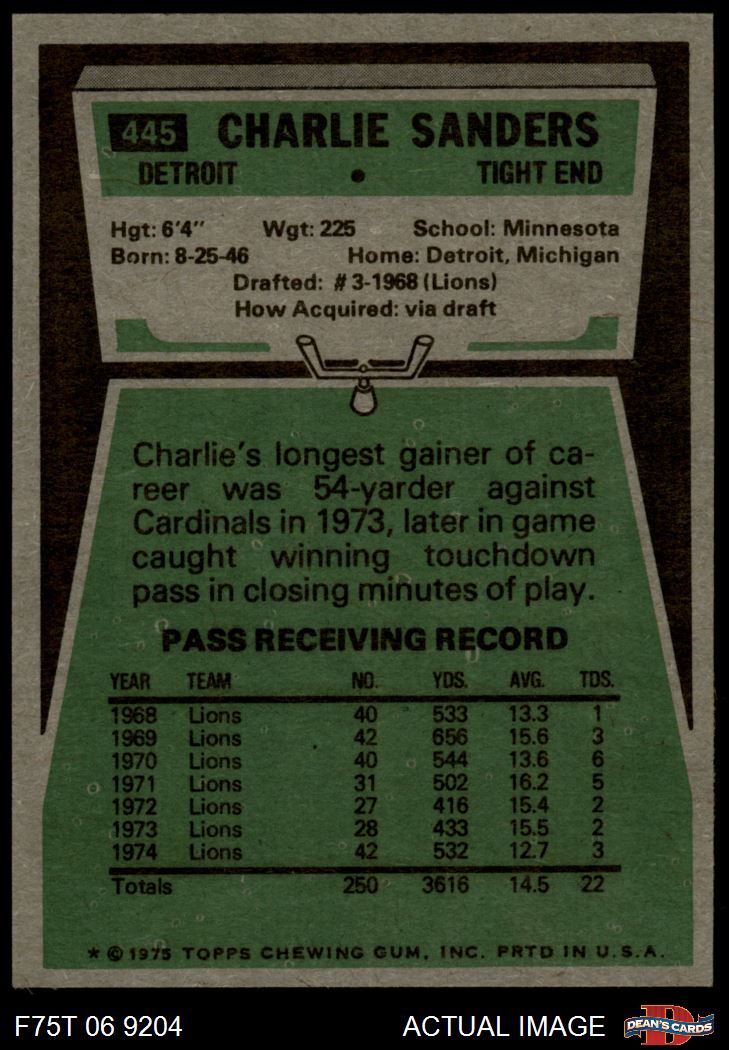 445 CHARLIE SANDERS
DETROIT • TIGHT END
Hgt: 6'4" Wgt: 225 School: Minnesota
Born: 8-25-46 Home: Detroit, Michigan
Drafted: #3-1968 (Lions)
How Acquired: via draft
Charlie's longest gainer of ca-
reer was 54-yarder against
Cardinals in 1973, later in game
caught winning touchdown
pass in closing minutes of play.
PASS RECEIVING RECORD
YEAR TEAM NO. YDS. AVG. TDS.
1968 Lions 40 533 13.3 1
1969 Lions 42 656 15.6 3
1970 Lions 40 544 13.6 6
1971 Lions 31 502 16.2 5
1972 Lions 27 416 15.4 2
1973 Lions 28 433 15.5 2
1974 Lions 42 532 12.7 3
Totals 250 3616 14.5 22
* © 1975 TOPPS CHEWING GUM, INC. PRTD IN U.S.A.
F75T 06 9204 ACTUAL IMAGE DEAN'S CARDS